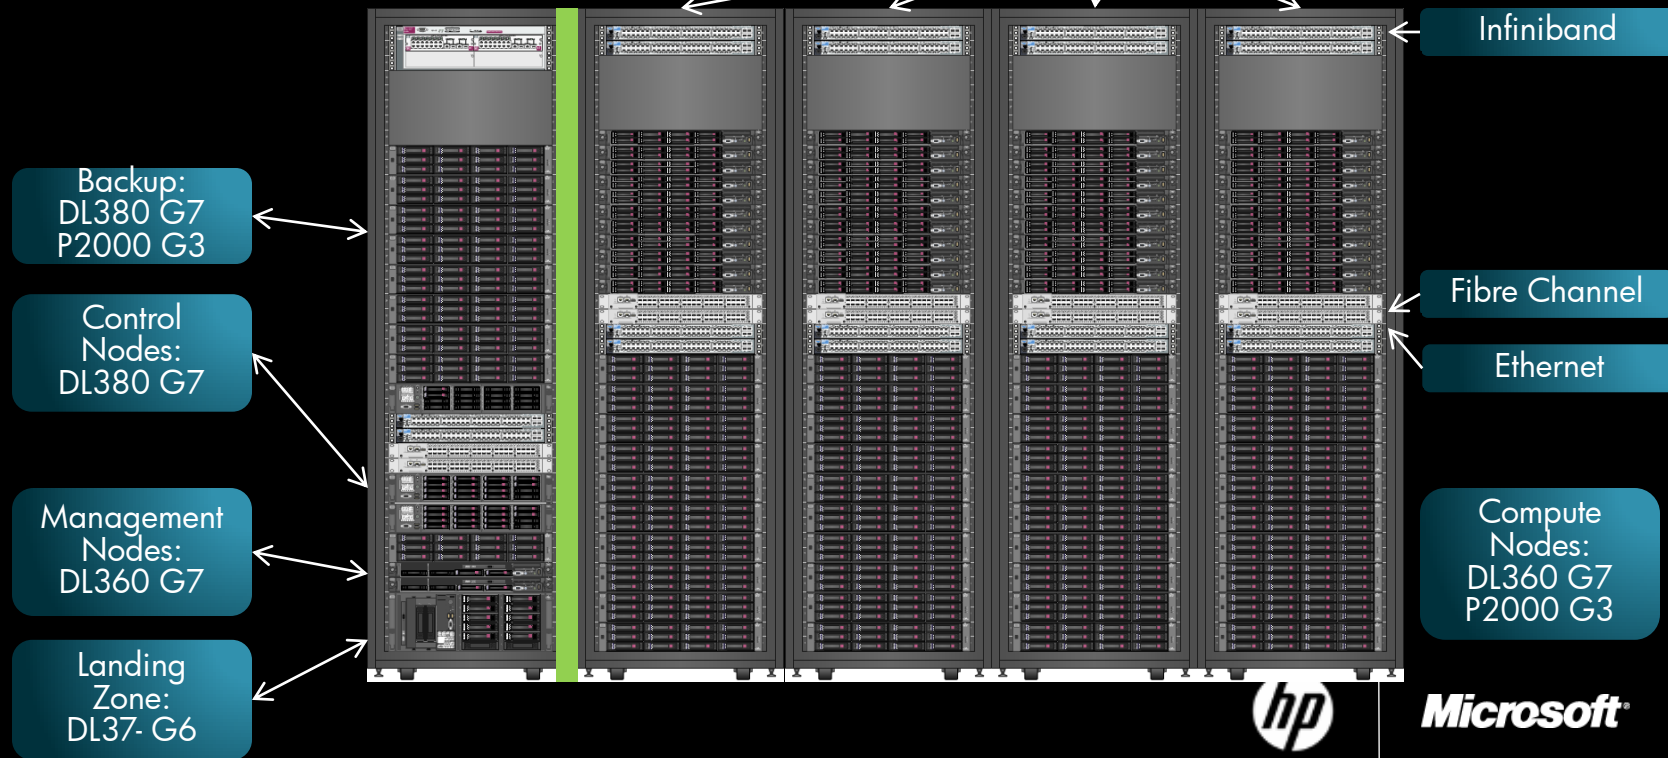 Infiniband
Backup:
DL380 G7
P2000 G3
Control
Nodes:
DL380 G7
Management
Nodes:
DL360 G7
Landing
Zone:
DL37- G6
Fibre Channel
Ethernet
Compute
Nodes:
DL360 G7
P2000 G3
hp
Microsoft®